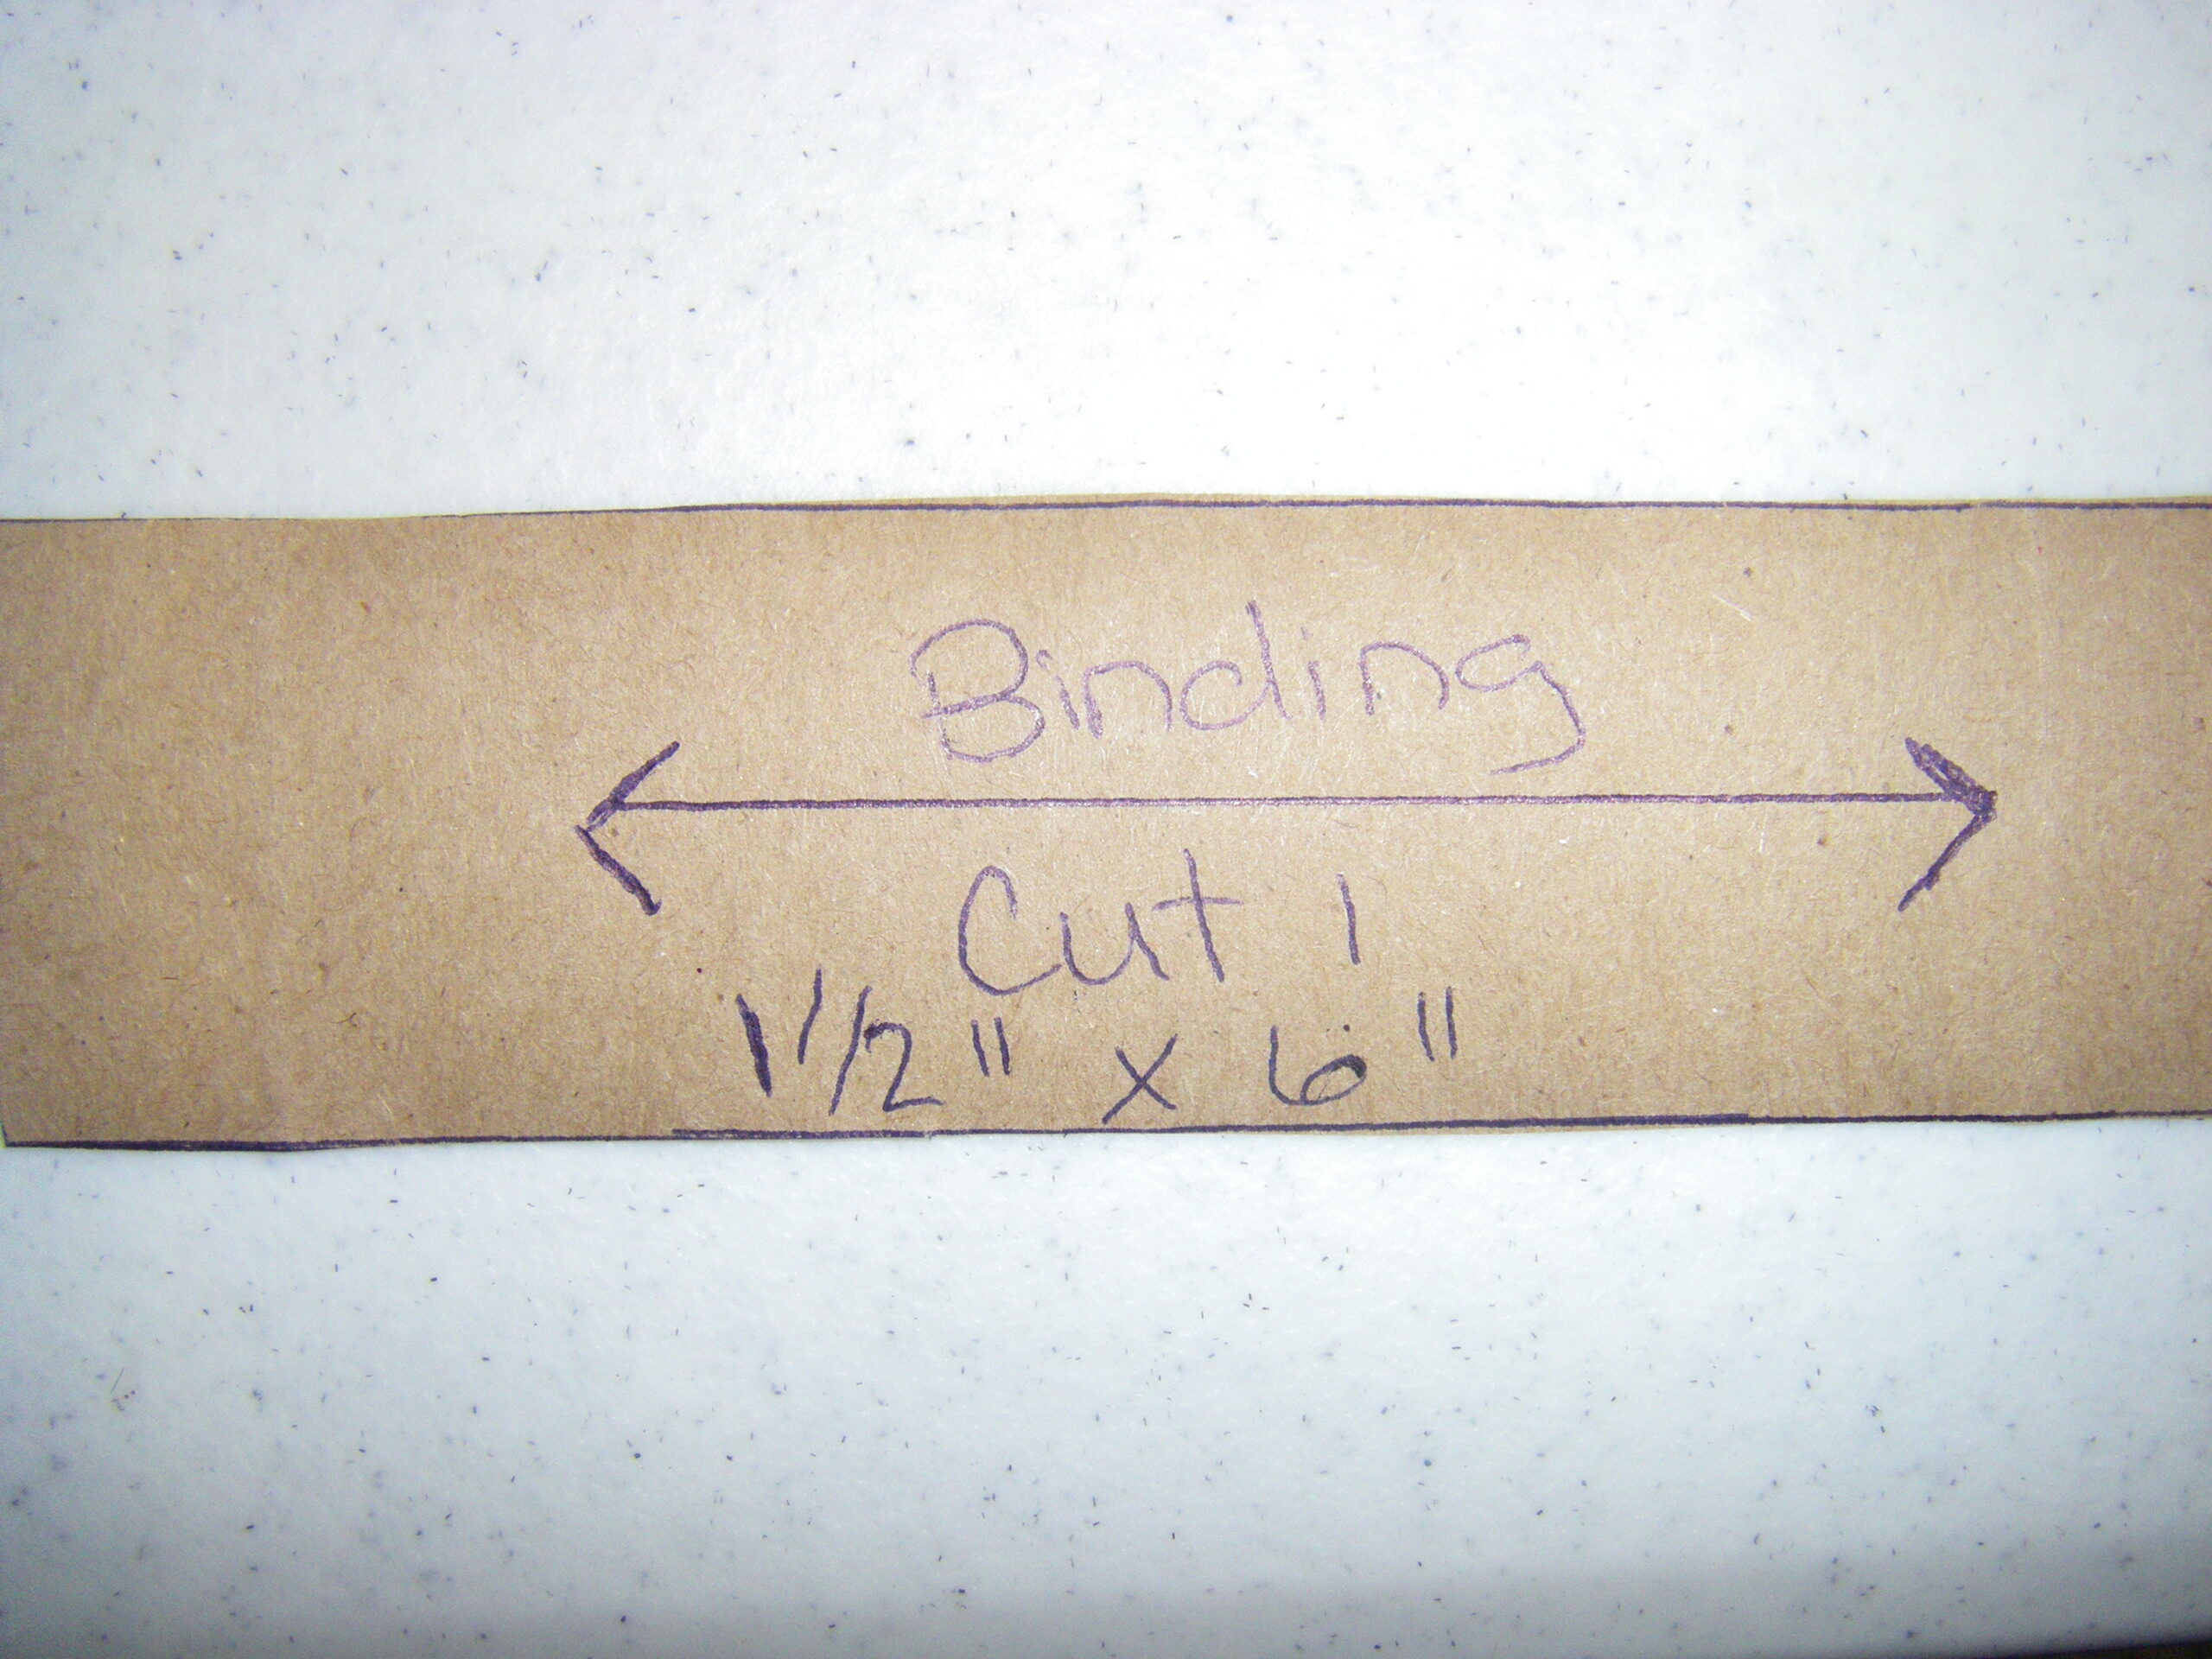 Binding
Cut 1
1 1/2" x 6"